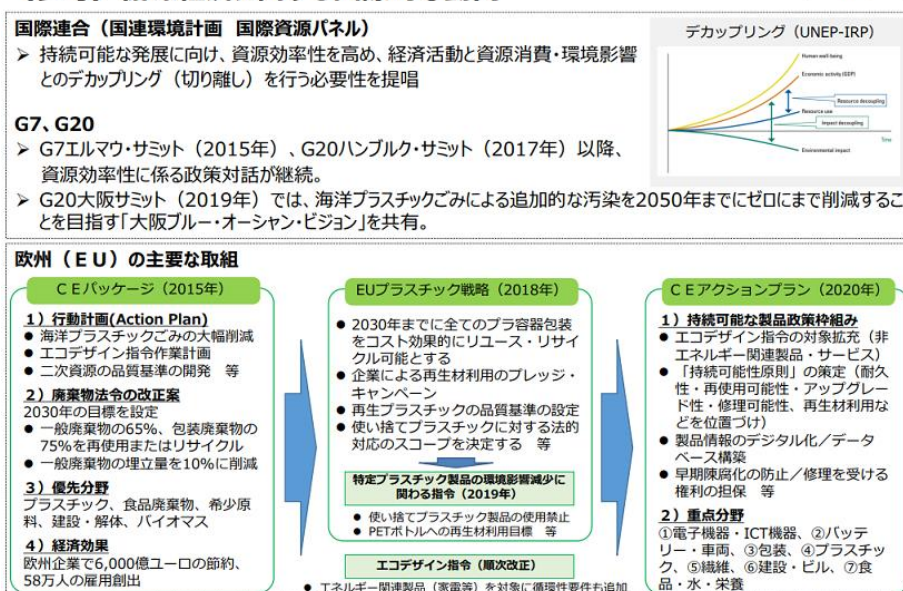 国際連合（国連環境計画 国際資源パネル）
➢ 持続可能な発展に向け、資源効率性を高め、経済活動と資源消費・環境影響
とのデカップリング（切り離し）を行う必要性を提唱
デカップリング（UNEP-IRP）
Human well-being
Economic activity (GDP)
Resource decoupling
Resource use
Impact decoupling
Time
Environmental impact
G7、G20
➢ G7エルマウ・サミット（2015年）、G20ハンブルク・サミット（2017年）以降、
資源効率性に係る政策対話が継続。
➢ G20大阪サミット（2019年）では、海洋プラスチックごみによる追加的な汚染を2050年までにゼロにまで削減するこ
とを目指す「大阪ブルー・オーシャン・ビジョン」を共有。
欧州（ＥＵ）の主要な取組
ＣＥパッケージ（2015年）
1）行動計画(Action Plan)
● 海洋プラスチックごみの大幅削減
● エコデザイン指令作業計画
● 二次資源の品質基準の開発 等
2）廃棄物法令の改正案
2030年の目標を設定
● 一般廃棄物の65%、包装廃棄物の
75%を再使用またはリサイクル
● 一般廃棄物の埋立量を10%に削減
3）優先分野
プラスチック、食品廃棄物、希少原
料、建設・解体、バイオマス
4）経済効果
欧州企業で6,000億ユーロの節約、
58万人の雇用創出
EUプラスチック戦略（2018年）
● 2030年までに全てのプラ容器包装
をコスト効果的にリユース・リサイ
クル可能とする
● 企業による再生材利用のプレッジ・
キャンペーン
● 再生プラスチックの品質基準の設定
● 使い捨てプラスチックに対する法的
対応のスコープを決定する 等
特定プラスチック製品の環境影響減少に
関わる指令（2019年）
● 使い捨てプラスチック製品の使用禁止
● PETボトルへの再生材利用目標 等
エコデザイン指令（順次改正）
● エネルギー関連製品（家電等）を対象に循環性要件も追加
ＣＥアクションプラン（2020年）
1）持続可能な製品政策枠組み
● エコデザイン指令の対象拡充（非
エネルギー関連製品・サービス）
● 「持続可能性原則」の策定（耐久
性・再使用可能性・アップグレー
ド性・修理可能性、再生材利用な
どを位置づけ）
● 製品情報のデジタル化／データ
ベース構築
● 早期陳腐化の防止／修理を受ける
権利の担保 等
2）重点分野
①電子機器・ICT機器、②バッテ
リー・車両、③包装、④プラスチッ
ク、⑤繊維、⑥建設・ビル、⑦食
品・水・栄養